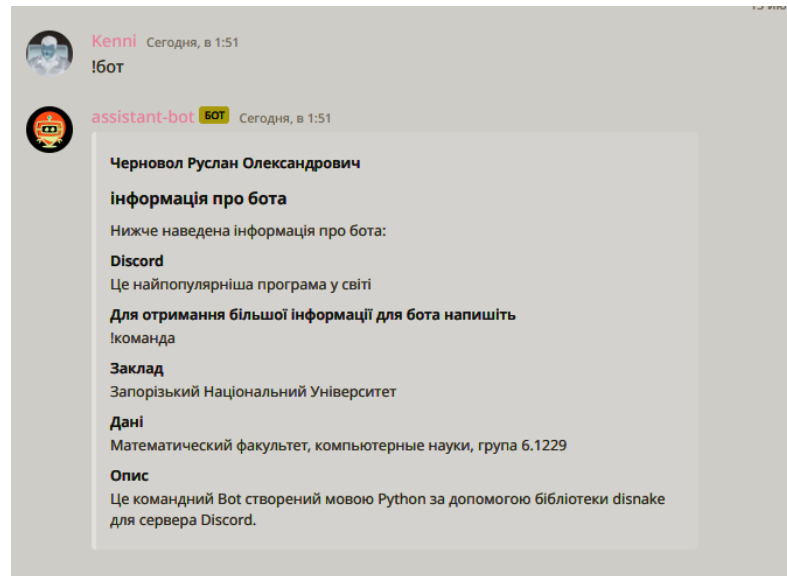 Kenni Сегодня, в 1:51
!бот
assistant-bot БОТ Сегодня, в 1:51
Черновол Руслан Олександрович
інформація про бота
Нижче наведена інформація про бота:
Discord
Це найпопулярніша програма у світі
Для отримання більшої інформації для бота напишіть
!команда
Заклад
Запорізький Національний Університет
Дані
Математический факультет, компьютерные науки, група 6.1229
Опис
Це командний Bot створений мовою Python за допомогою бібліотеки disnake
для сервера Discord.